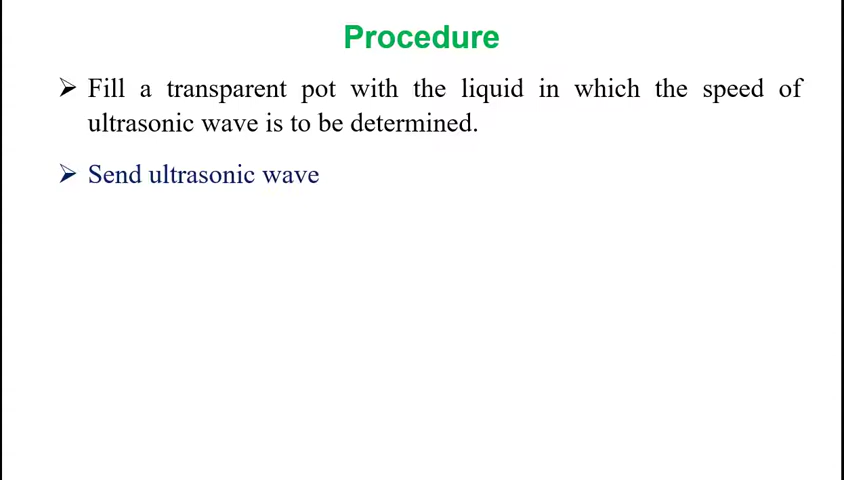 Procedure
➢ Fill a transparent pot with the liquid in which the speed of
ultrasonic wave is to be determined.
➢ Send ultrasonic wave